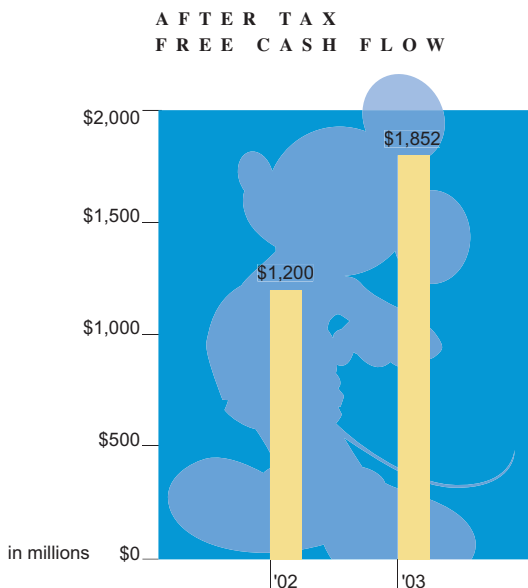 AFTER TAX
FREE CASH FLOW
$2,000
$1,852
$1,500
$1,200
$1,000
$500
in millions $0
'02 '03